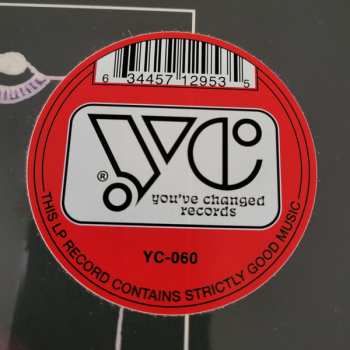 6 34457 12953 5
yc
®
you've changed
records
YC-060
THIS LP RECORD CONTAINS STRICTLY GOOD MUSIC